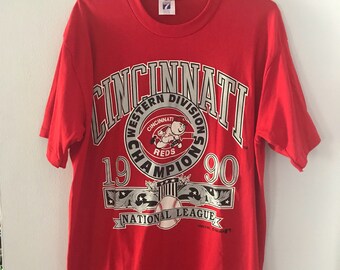 CINCINNATI
WESTERN DIVISION
CHAMPIONS
CINCINNATI
REDS
19 90
NATIONAL LEAGUE